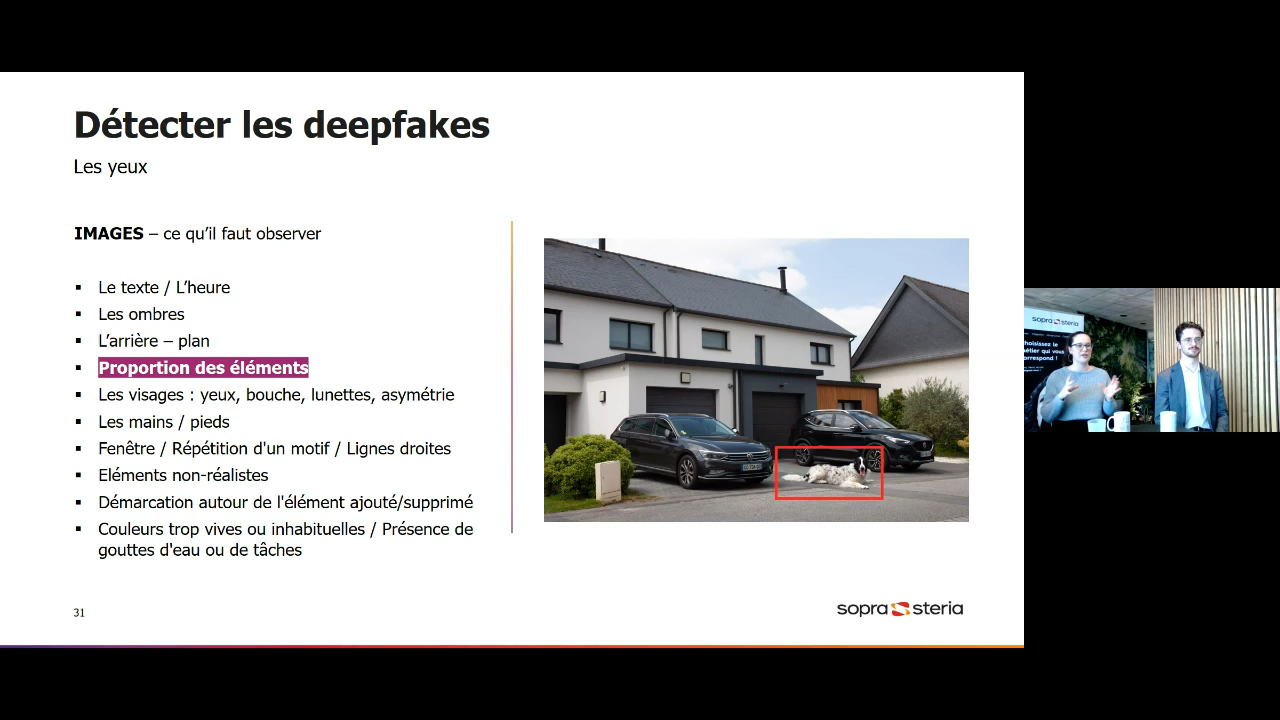 Détecter les deepfakes
Les yeux
IMAGES – ce qu'il faut observer
▪ Le texte / L'heure
▪ Les ombres
▪ L'arrière – plan
▪ Proportion des éléments
▪ Les visages : yeux, bouche, lunettes, asymétrie
▪ Les mains / pieds
▪ Fenêtre / Répétition d'un motif / Lignes droites
▪ Eléments non-réalistes
▪ Démarcation autour de l'élément ajouté/supprimé
▪ Couleurs trop vives ou inhabituelles / Présence de
gouttes d'eau ou de tâches
31
sopra steria
sopra steria